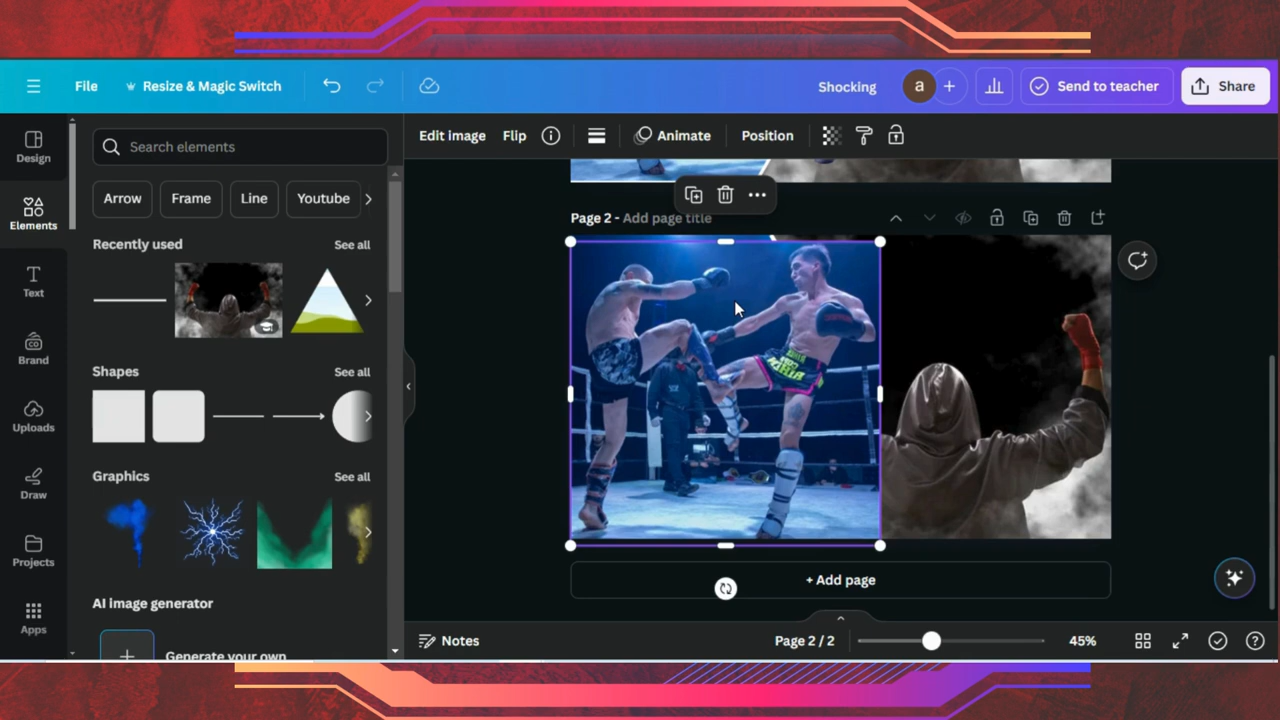 File
Resize & Magic Switch
Shocking
a
Send to teacher
Share
Edit image
Flip
Animate
Position
Design
Elements
Text
Brand
Uploads
Draw
Projects
Apps
Search elements
Arrow
Frame
Line
Youtube
Recently used
See all
Shapes
See all
Graphics
See all
AI image generator
Generate your own
Page 2 - Add page title
+ Add page
Notes
Page 2 / 2
45%